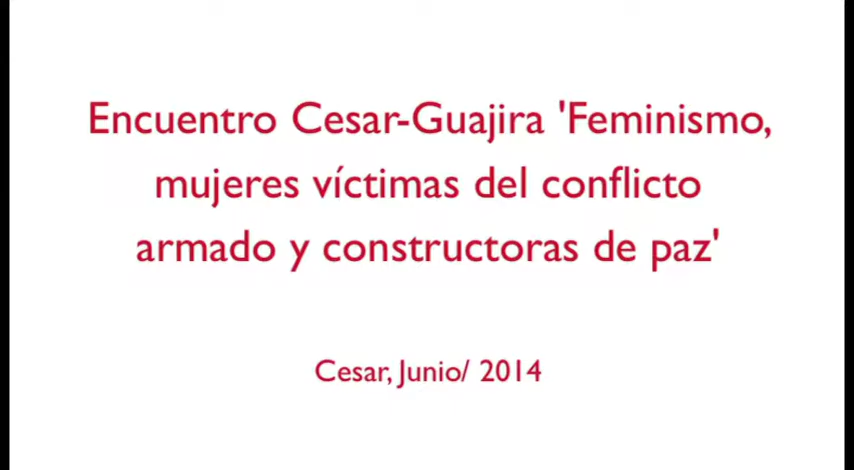 Encuentro Cesar-Guajira 'Feminismo,
mujeres víctimas del conflicto
armado y constructoras de paz'
Cesar, Junio/ 2014